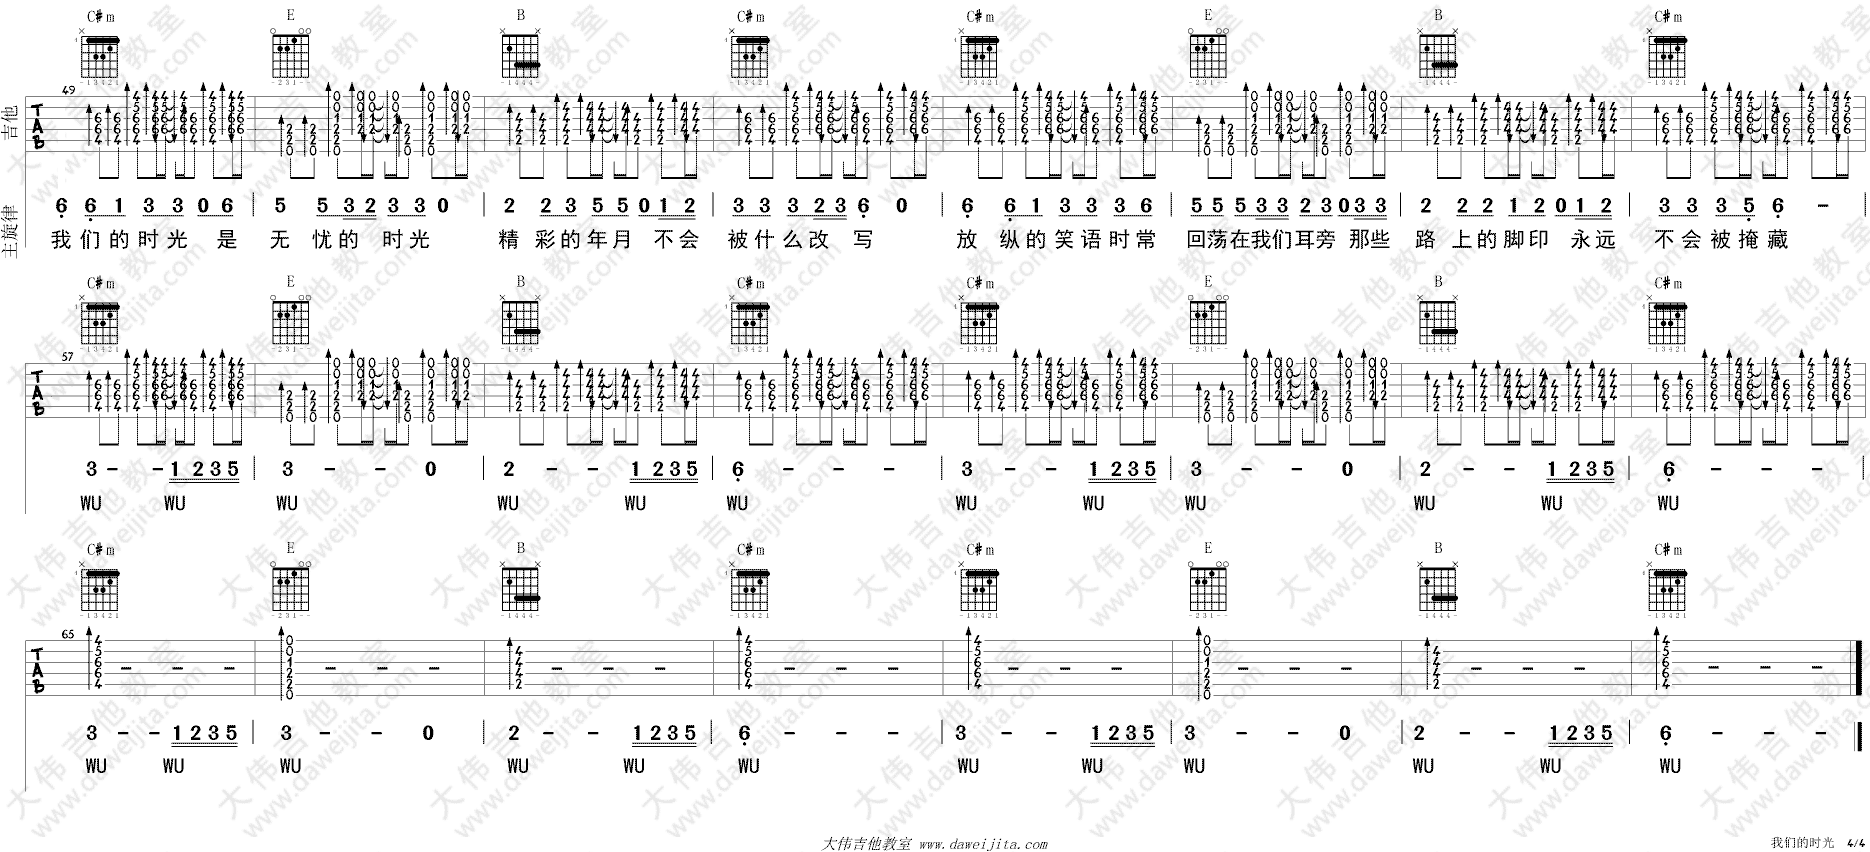 C#m E B C#m C#m E B C#m
49
吉他 TAB
主旋律
6 6 1 3 3 0 6 | 5 5 3 2 3 3 0 | 2 2 3 5 5 0 1 2 | 3 3 3 2 3 6 0 | 6 6 1 3 3 3 6 | 5 5 5 3 3 2 3 0 3 3 | 2 2 2 1 2 0 1 2 | 3 3 3 5 6 - |
我们的时光 是 无 忧的 时光 精 彩的年月 不会 被什么改 写 放 纵的笑语时常 回荡在我们耳旁 那些 路 上的脚印 永远 不会被掩藏
C#m E B C#m C#m E B C#m
57
TAB
3 - - 1 2 3 5 | 3 - - 0 | 2 - - 1 2 3 5 | 6 - - - | 3 - - 1 2 3 5 | 3 - - 0 | 2 - - 1 2 3 5 | 6 - - - |
WU WU WU WU WU WU WU WU WU WU WU WU
C#m E B C#m C#m E B C#m
65
TAB
3 - - 1 2 3 5 | 3 - - 0 | 2 - - 1 2 3 5 | 6 - - - | 3 - - 1 2 3 5 | 3 - - 0 | 2 - - 1 2 3 5 | 6 - - - |
WU WU WU WU WU WU WU WU WU WU WU WU
大伟吉他教室 www.daweijita.com
我们的时光 4/4